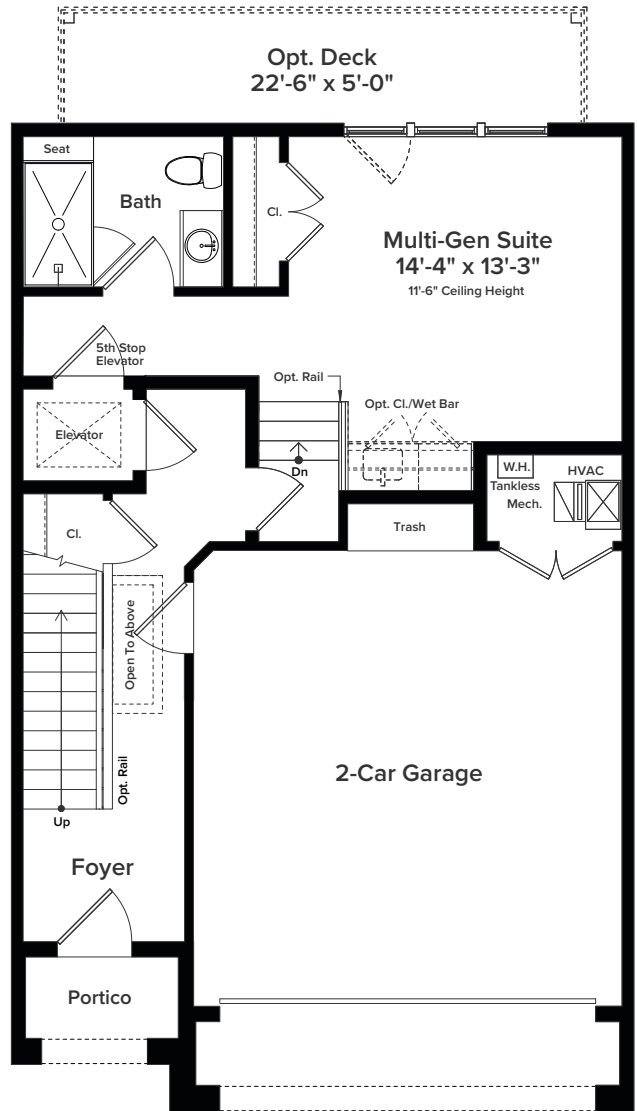 Opt. Deck
22'-6" x 5'-0"
Seat
Bath
Cl.
Multi-Gen Suite
14'-4" x 13'-3"
11'-6" Ceiling Height
5th Stop
Elevator
Opt. Rail
Opt. Cl./Wet Bar
Elevator
Dn
W.H.
Tankless
HVAC
Mech.
Cl.
Trash
Open To Above
2-Car Garage
Opt. Rail
Up
Foyer
Portico